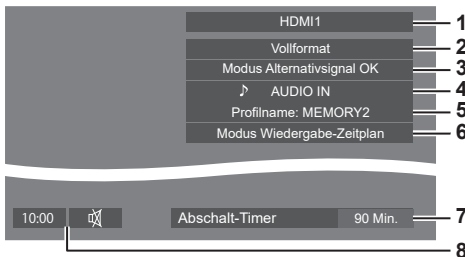 HDMI1 1
Vollformat 2
Modus Alternativsignal OK 3
♪ AUDIO IN 4
Profilname: MEMORY2 5
Modus Wiedergabe-Zeitplan 6
10:00 Abschalt-Timer 90 Min. 7
8